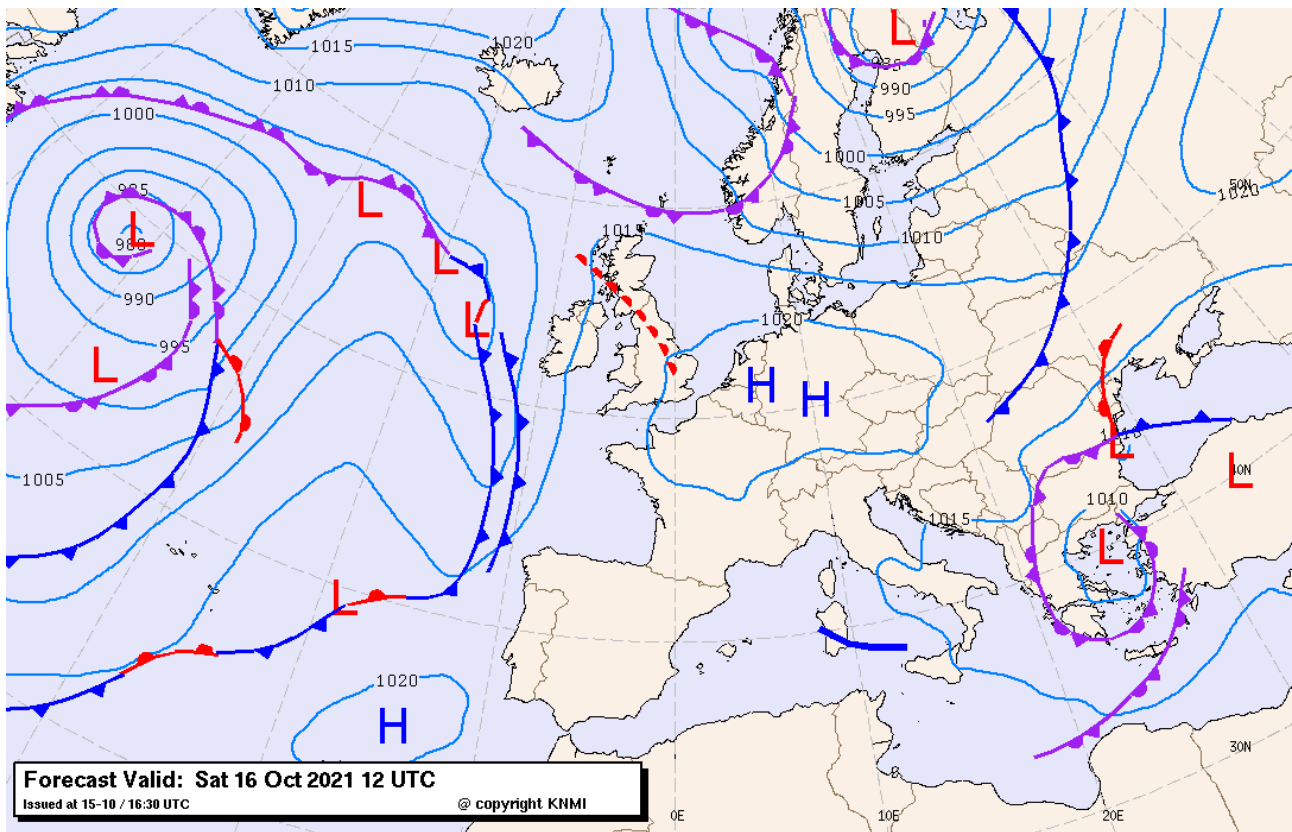 1015
1020
L
1010
985
990
995
1000
1000
985
L
980
L
1005
50N
1020
1015
1010
L
990
L
1020
995
L
L
H
H
1015
L
L
40N
1005
1010
1015
L
L
1020
H
30N
Forecast Valid: Sat 16 Oct 2021 12 UTC
Issued at 15-10 / 16:30 UTC
@ copyright KNMI
0E
10E
20E